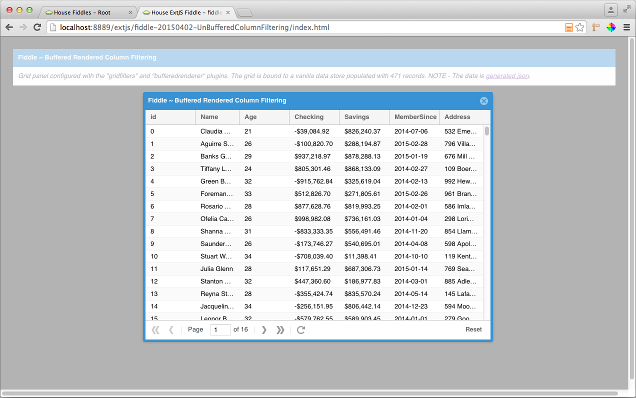 House Fiddles ~ Root
House ExtJS Fiddle ~ fiddle-
localhost:8889/extjs/fiddle-20150402-UnBufferedColumnFiltering/index.html
Fiddle ~ Buffered Rendered Column Filtering
Grid panel configured with the "gridfilters" and "bufferedrenderer" plugins. The grid is bound to a vanilla data store populated with 471 records. NOTE - The data is generated json.
Fiddle ~ Buffered Rendered Column Filtering
id Name Age Checking Savings MemberSince Address
0 Claudia ... 21 -$39,084.92 $826,240.37 2014-07-06 532 Eme...
1 Aguirre S... 26 -$100,820.70 $288,194.87 2015-02-28 796 Villa...
2 Banks G... 29 $937,218.97 $878,288.13 2015-01-19 676 Mill ...
3 Tiffany L... 24 $805,301.46 $868,133.09 2014-02-27 109 Boer...
4 Green B... 32 -$915,762.84 $325,619.04 2014-02-13 992 Hew...
5 Foreman... 33 $512,826.70 $271,805.61 2015-02-26 961 Bran...
6 Rosario ... 28 $877,628.76 $819,993.25 2014-02-01 586 Imla...
7 Ofelia Ca... 26 $998,982.08 $736,161.03 2014-01-04 298 Lori...
8 Shanna ... 31 -$833,333.35 $556,491.46 2014-11-20 854 Llam...
9 Saunder... 26 -$173,746.27 $540,695.01 2014-04-08 598 Apol...
10 Stuart W... 34 -$708,039.40 $11,398.41 2014-10-10 119 Kent...
11 Julia Glenn 28 $117,651.29 $687,306.73 2015-01-14 769 Sea...
12 Stanton ... 32 $447,360.60 $186,977.83 2014-03-01 885 Adie...
13 Reyna St... 28 -$355,424.74 $835,570.24 2014-05-14 145 Lafa...
14 Jacquelin... 34 -$256,151.95 $806,442.14 2014-12-23 594 Moo...
15 Lennor B... 32 -$579,762.55 $589,903.45 2014-01-01 279 Goo...
Page 1 of 16 Reset